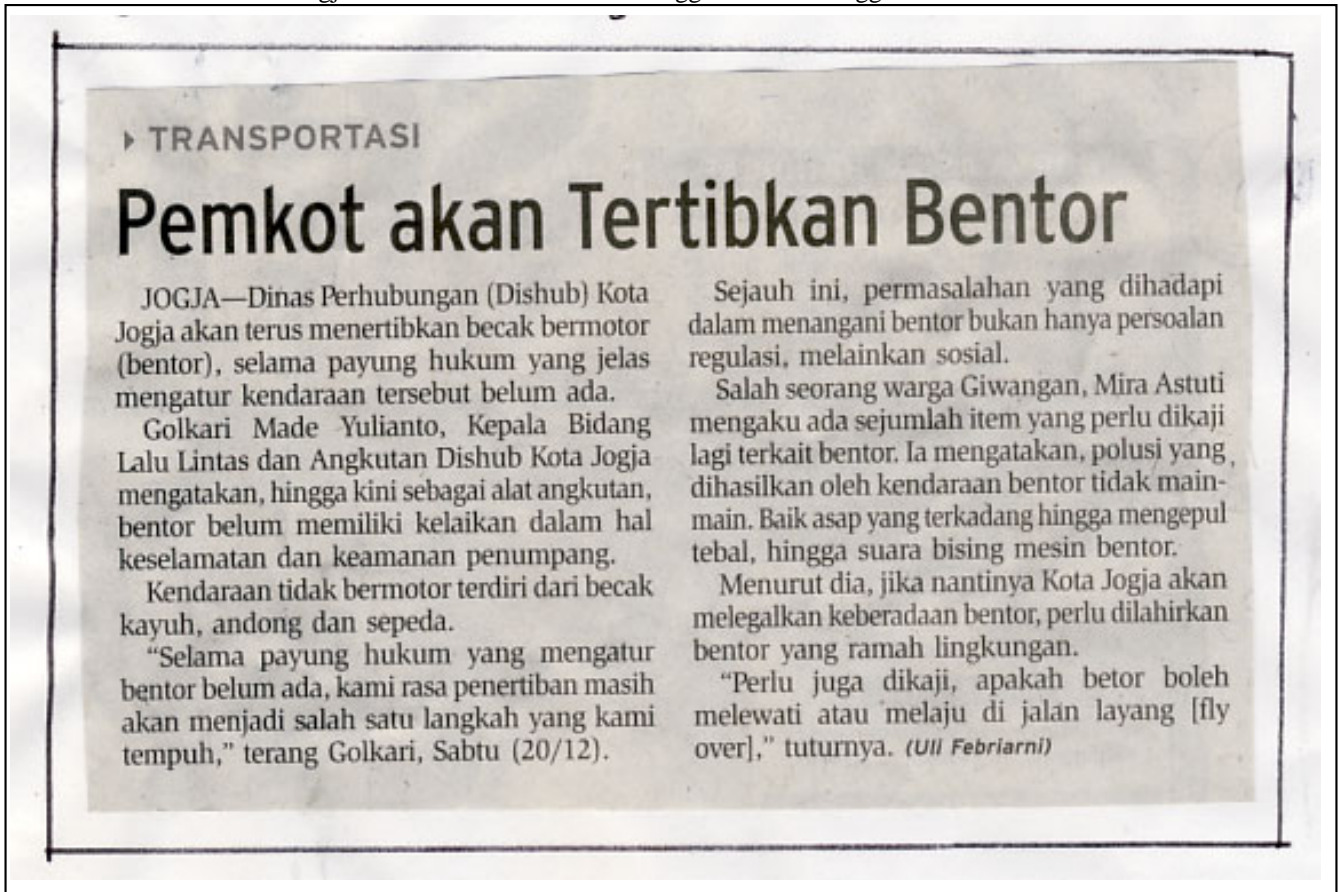 TRANSPORTASI
Pemkot akan Tertibkan Bentor
JOGJA—Dinas Perhubungan (Dishub) Kota
Jogja akan terus menertibkan becak bermotor
(bentor), selama payung hukum yang jelas
mengatur kendaraan tersebut belum ada.
Golkari Made Yulianto, Kepala Bidang
Lalu Lintas dan Angkutan Dishub Kota Jogja
mengatakan, hingga kini sebagai alat angkutan,
bentor belum memiliki kelaikan dalam hal
keselamatan dan keamanan penumpang.
Kendaraan tidak bermotor terdiri dari becak
kayuh, andong dan sepeda.
“Selama payung hukum yang mengatur
bentor belum ada, kami rasa penertiban masih
akan menjadi salah satu langkah yang kami
tempuh,” terang Golkari, Sabtu (20/12).
Sejauh ini, permasalahan yang dihadapi
dalam menangani bentor bukan hanya persoalan
regulasi, melainkan sosial.
Salah seorang warga Giwangan, Mira Astuti
mengaku ada sejumlah item yang perlu dikaji
lagi terkait bentor. Ia mengatakan, polusi yang
dihasilkan oleh kendaraan bentor tidak main-
main. Baik asap yang terkadang hingga mengepul
tebal, hingga suara bising mesin bentor.
Menurut dia, jika nantinya Kota Jogja akan
melegalkan keberadaan bentor, perlu dilahirkan
bentor yang ramah lingkungan.
“Perlu juga dikaji, apakah betor boleh
melewati atau melaju di jalan layang [fly
over],” tuturnya. (Uli Febriarni)